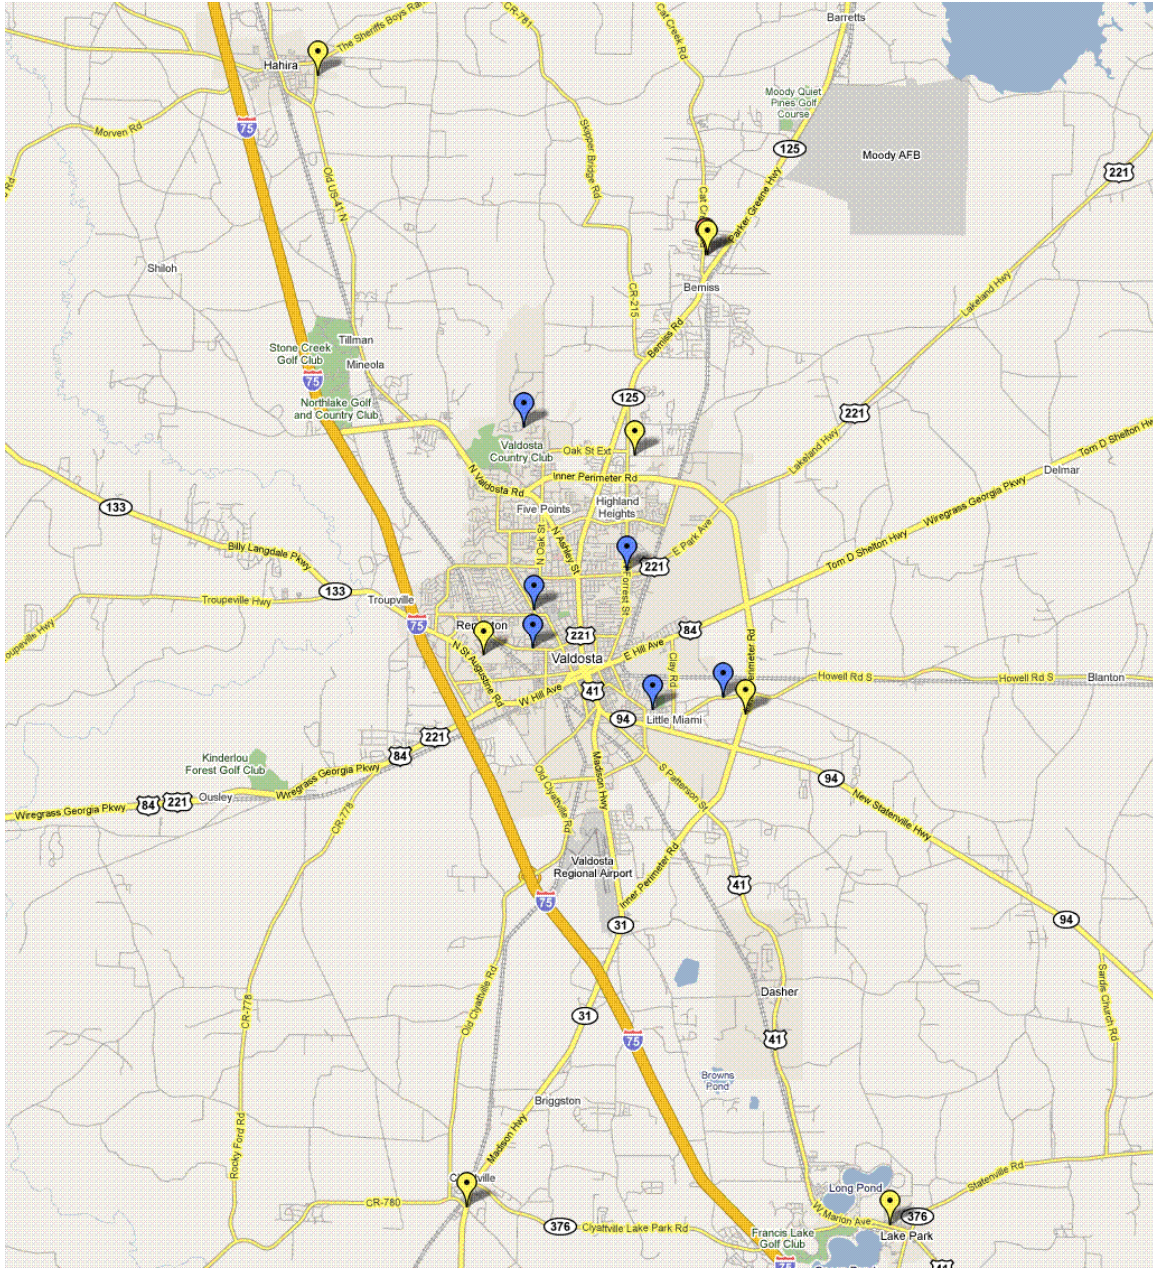 CR-781
Cat Creek Rd
Barretts
The Sheriffs Boys Ra
Hahira
75
Moody Quiet
Pines Golf
Course
Morven Rd
Skipper Bridge Rd
125
Moody AFB
221
Rd
Old US-41 N
Cat C
Parker Greene Hwy
Shiloh
Bemiss
CR-215
Lakeland Hwy
Bemiss Rd
Tillman
Stone Creek
Golf Club
Mineola
75
125
Northlake Golf
and Country Club
221
Valdosta
Country Club
Oak St Ext
Lakeland Hwy
Tom D Shelton Hw
Delmar
N Valdosta Rd
Inner Perimeter Rd
Wiregrass Georgia Pkwy
133
Five Points
Highland
Heights
N Oak St
N Ashley St
E Park Ave
Tom D Shelton Hwy
Billy Langdale Pkwy
221
133
Troupeville Hwy
Troupville
Forrest St
75
oupeville Hwy
221
84
Valdosta
E Hill Ave
N St Augustine Rd
Clay Rd
erimeter Rd
Howell Rd S
Howell Rd S
Blanton
W Hill Ave
41
94
Little Miami
221
84
Kinderlou
Forest Golf Club
Wiregrass Georgia Pkwy
Old Clyattville Rd
Madison Hwy
S Patterson St
94
Ousley
84
221
Wiregrass Georgia Pkwy
New Statenville Hwy
CR-778
Valdosta
Regional Airport
Inner Perimeter Rd
41
75
31
94
Old Clyattville Rd
CR-778
Dasher
Sardis Church Rd
31
75
41
Browns
Pond
Briggston
Madison Hwy
Rocky Ford Rd
ville
Long Pond
Statenville Rd
CR-780
376
Clyattville Lake Park Rd
W Marion Ave
376
Francis Lake
Golf Club
Lake Park
75
41